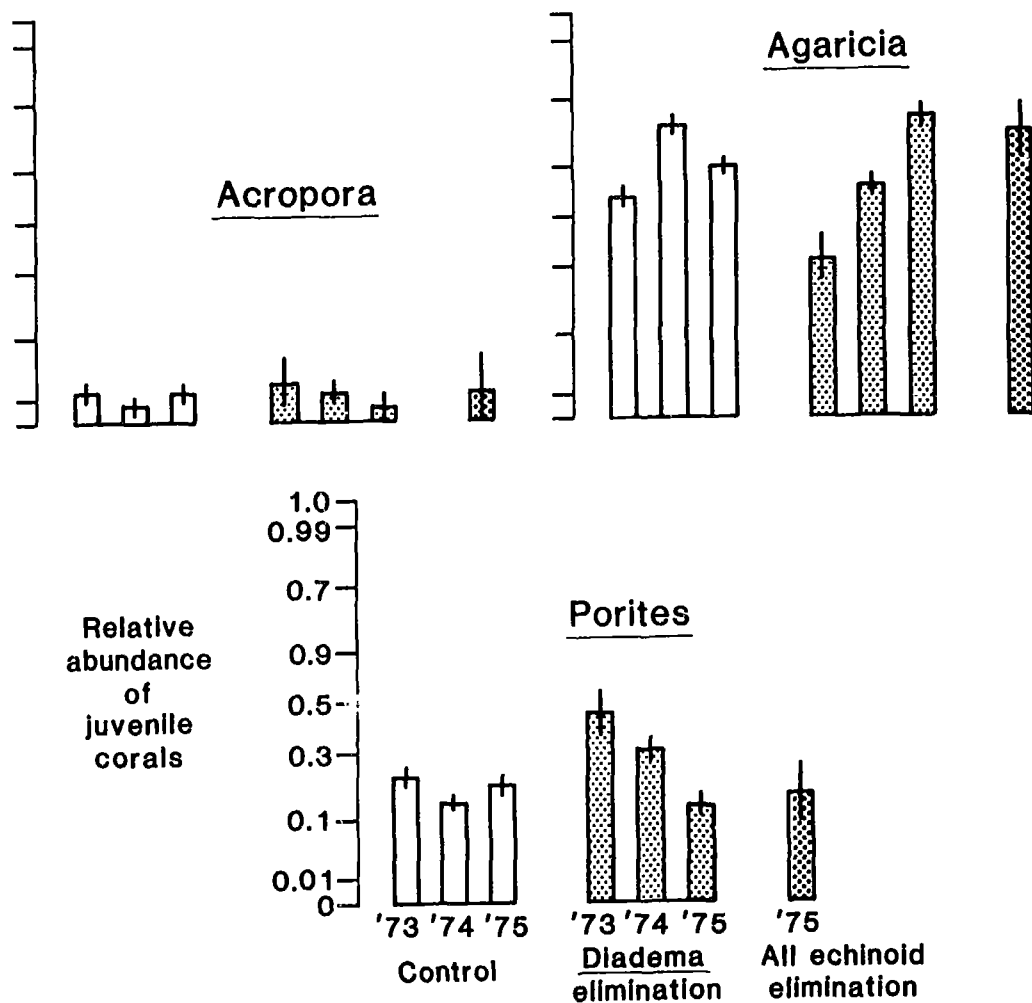 Acropora
Agaricia
Porites
Relative
abundance
of
juvenile
corals
1.0
0.99
0.7
0.9
0.5
0.3
0.1
0.01
0
'73 '74 '75
Control
'73 '74 '75
Diadema
elimination
'75
All echinoid
elimination